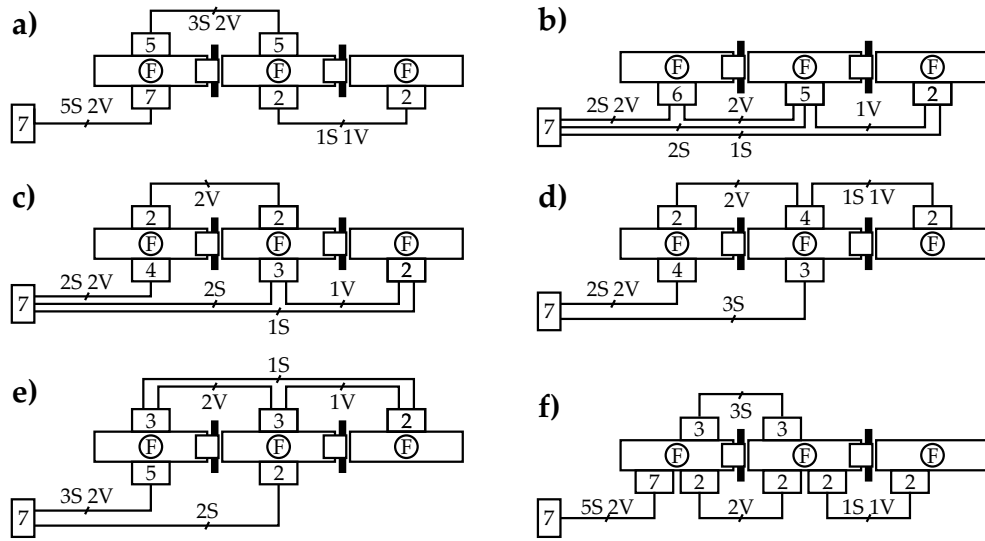 a)
3S 2V
5 5
F F F
7 2 2
5S 2V
7
1S 1V
b)
F F F
6 5 2
2S 2V 2V 1V
7
2S 1S
c)
2V
2 2
F F F
4 3 2
2S 2V 2S 1V
7
1S
d)
2V 1S 1V
2 4 2
F F F
4 3
2S 2V
7
3S
e)
1S
2V 1V
3 3 2
F F F
5 2
3S 2V
7
2S
f)
3S
3 3
F F F
7 2 2 2 2
5S 2V 2V 1S 1V
7